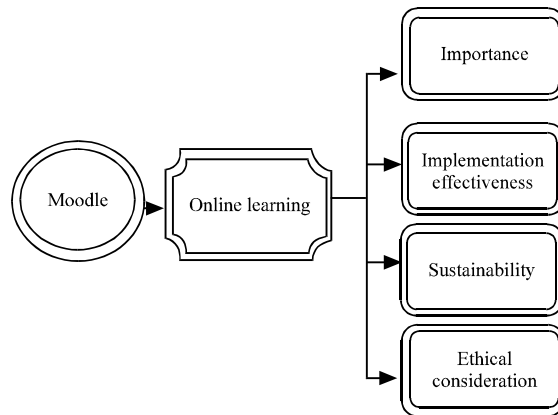 Moodle
Online learning
Importance
Implementation
effectiveness
Sustainability
Ethical
consideration